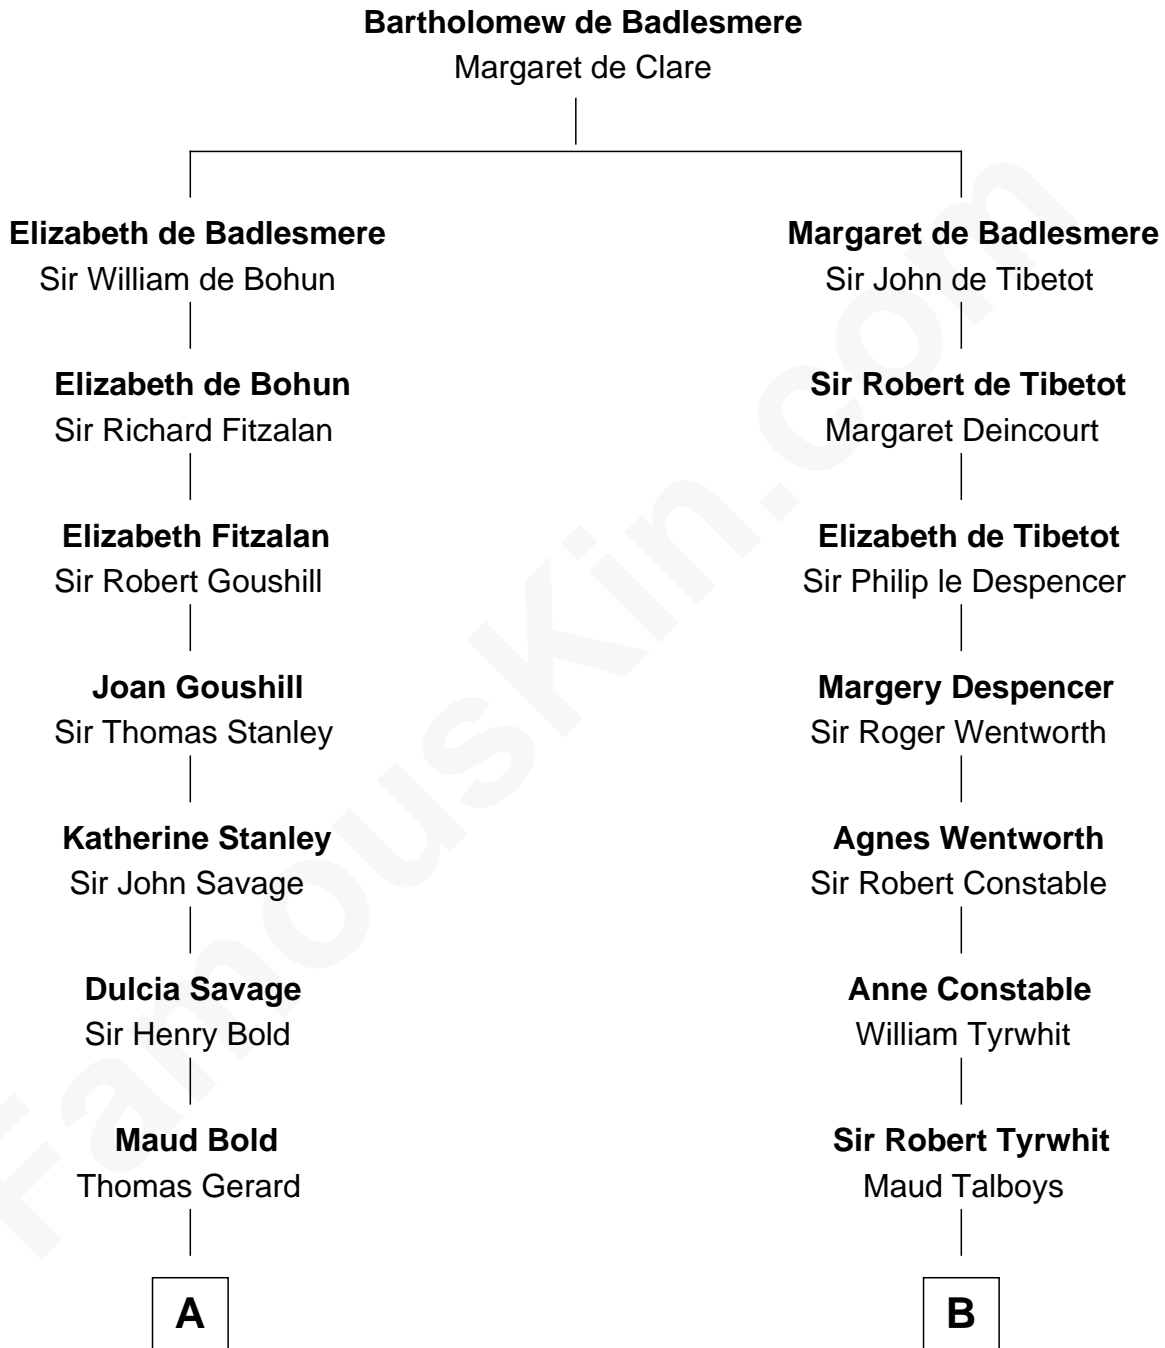 Bartholomew de Badlesmere
Margaret de Clare
Elizabeth de Badlesmere
Sir William de Bohun
Elizabeth de Bohun
Sir Richard Fitzalan
Elizabeth Fitzalan
Sir Robert Goushill
Joan Goushill
Sir Thomas Stanley
Katherine Stanley
Sir John Savage
Dulcia Savage
Sir Henry Bold
Maud Bold
Thomas Gerard
A
Margaret de Badlesmere
Sir John de Tibetot
Sir Robert de Tibetot
Margaret Deincourt
Elizabeth de Tibetot
Sir Philip le Despencer
Margery Despencer
Sir Roger Wentworth
Agnes Wentworth
Sir Robert Constable
Anne Constable
William Tyrwhit
Sir Robert Tyrwhit
Maud Talboys
B
FamousKin.com